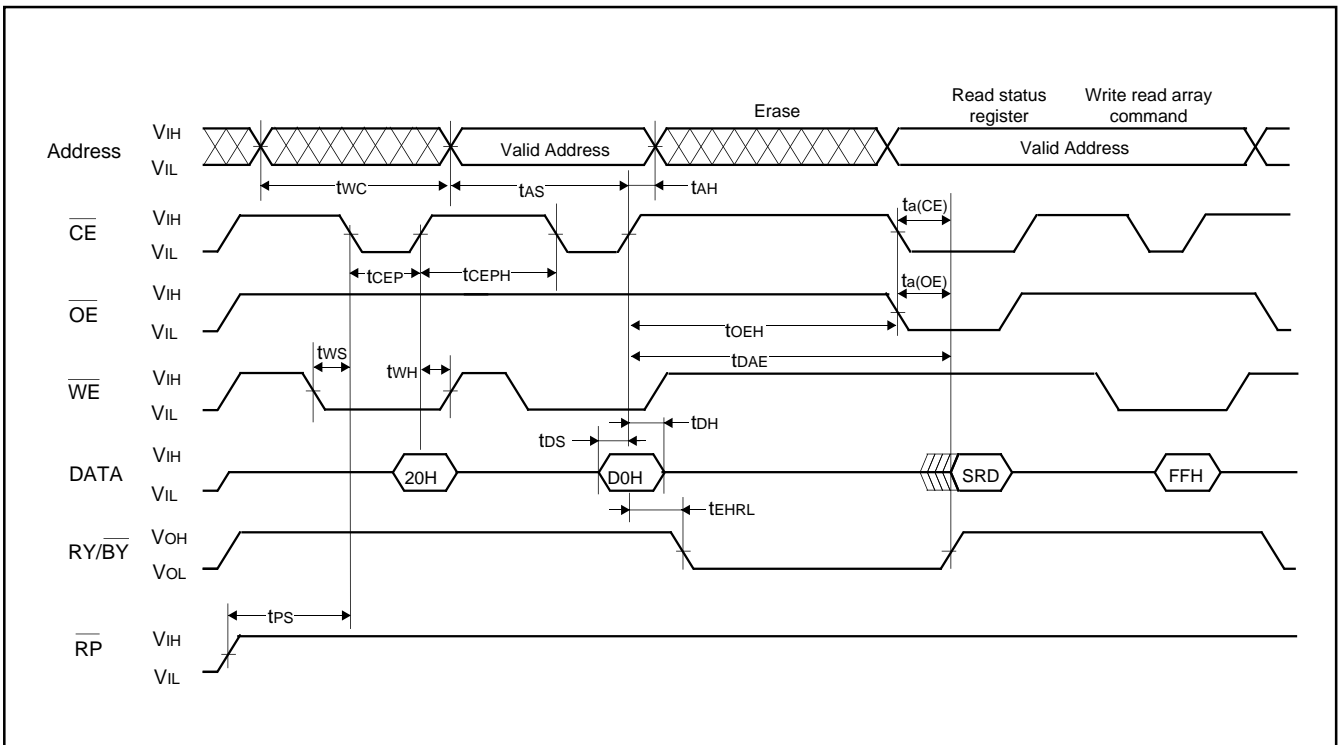 Erase
Read status
register
Write read array
command
Address
VIH
VIL
Valid Address
Valid Address
tWC
tAS
tAH
CE
VIH
VIL
ta(CE)
tCEP
tCEPH
OE
VIH
VIL
ta(OE)
tOEH
tDAE
WE
VIH
VIL
tWS
tWH
tDS
tDH
DATA
VIH
VIL
20H
D0H
SRD
FFH
tEHRL
RY/BY
VOH
VOL
tPS
RP
VIH
VIL